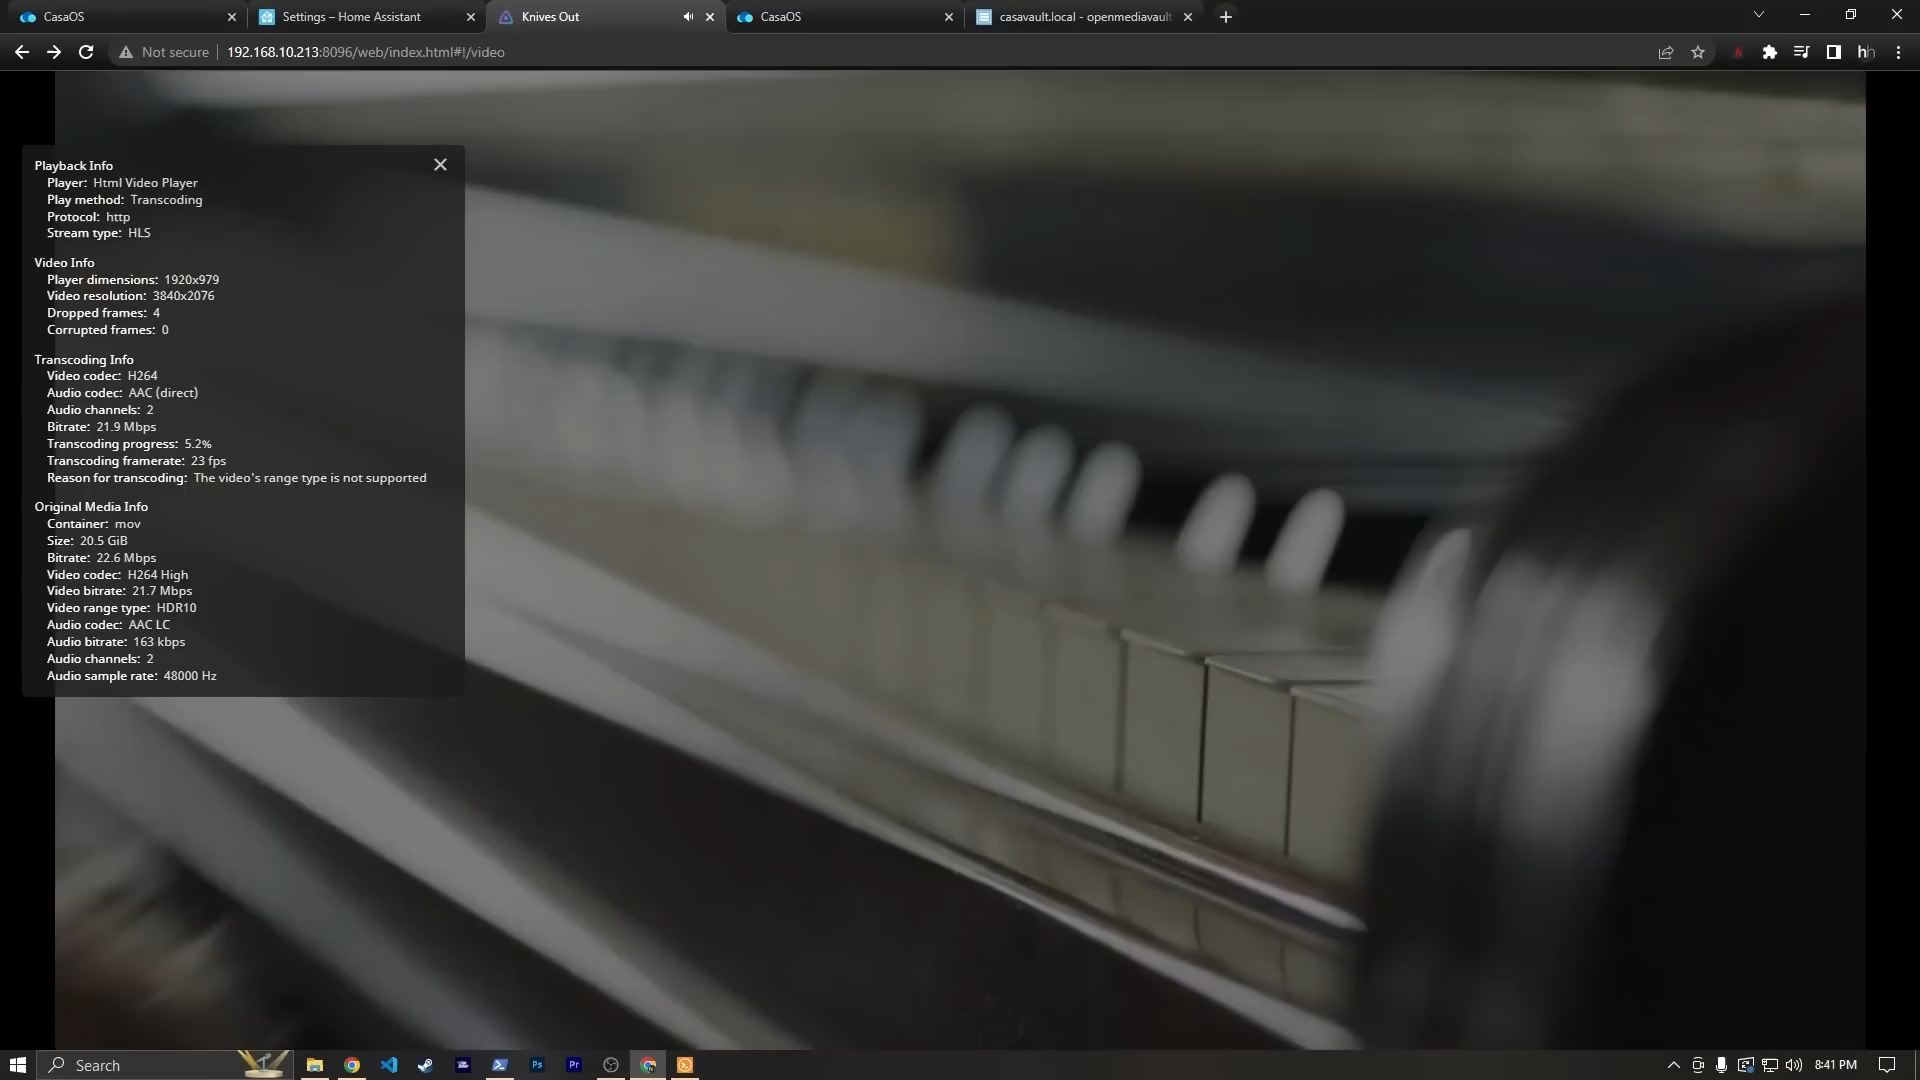 CasaOS
Settings – Home Assistant
Knives Out
CasaOS
casavault.local - openmediavault
Not secure
192.168.10.213:8096/web/index.html#!/video
Playback Info
Player: Html Video Player
Play method: Transcoding
Protocol: http
Stream type: HLS
Video Info
Player dimensions: 1920x979
Video resolution: 3840x2076
Dropped frames: 4
Corrupted frames: 0
Transcoding Info
Video codec: H264
Audio codec: AAC (direct)
Audio channels: 2
Bitrate: 21.9 Mbps
Transcoding progress: 5.2%
Transcoding framerate: 23 fps
Reason for transcoding: The video's range type is not supported
Original Media Info
Container: mov
Size: 20.5 GiB
Bitrate: 22.6 Mbps
Video codec: H264 High
Video bitrate: 21.7 Mbps
Video range type: HDR10
Audio codec: AAC LC
Audio bitrate: 163 kbps
Audio channels: 2
Audio sample rate: 48000 Hz
Search
Ps
Pr
8:41 PM